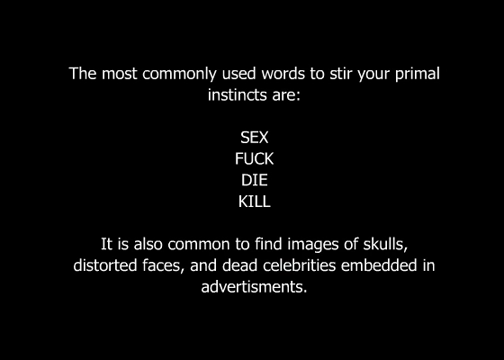 The most commonly used words to stir your primal
instincts are:
SEX
FUCK
DIE
KILL
It is also common to find images of skulls,
distorted faces, and dead celebrities embedded in
advertisments.